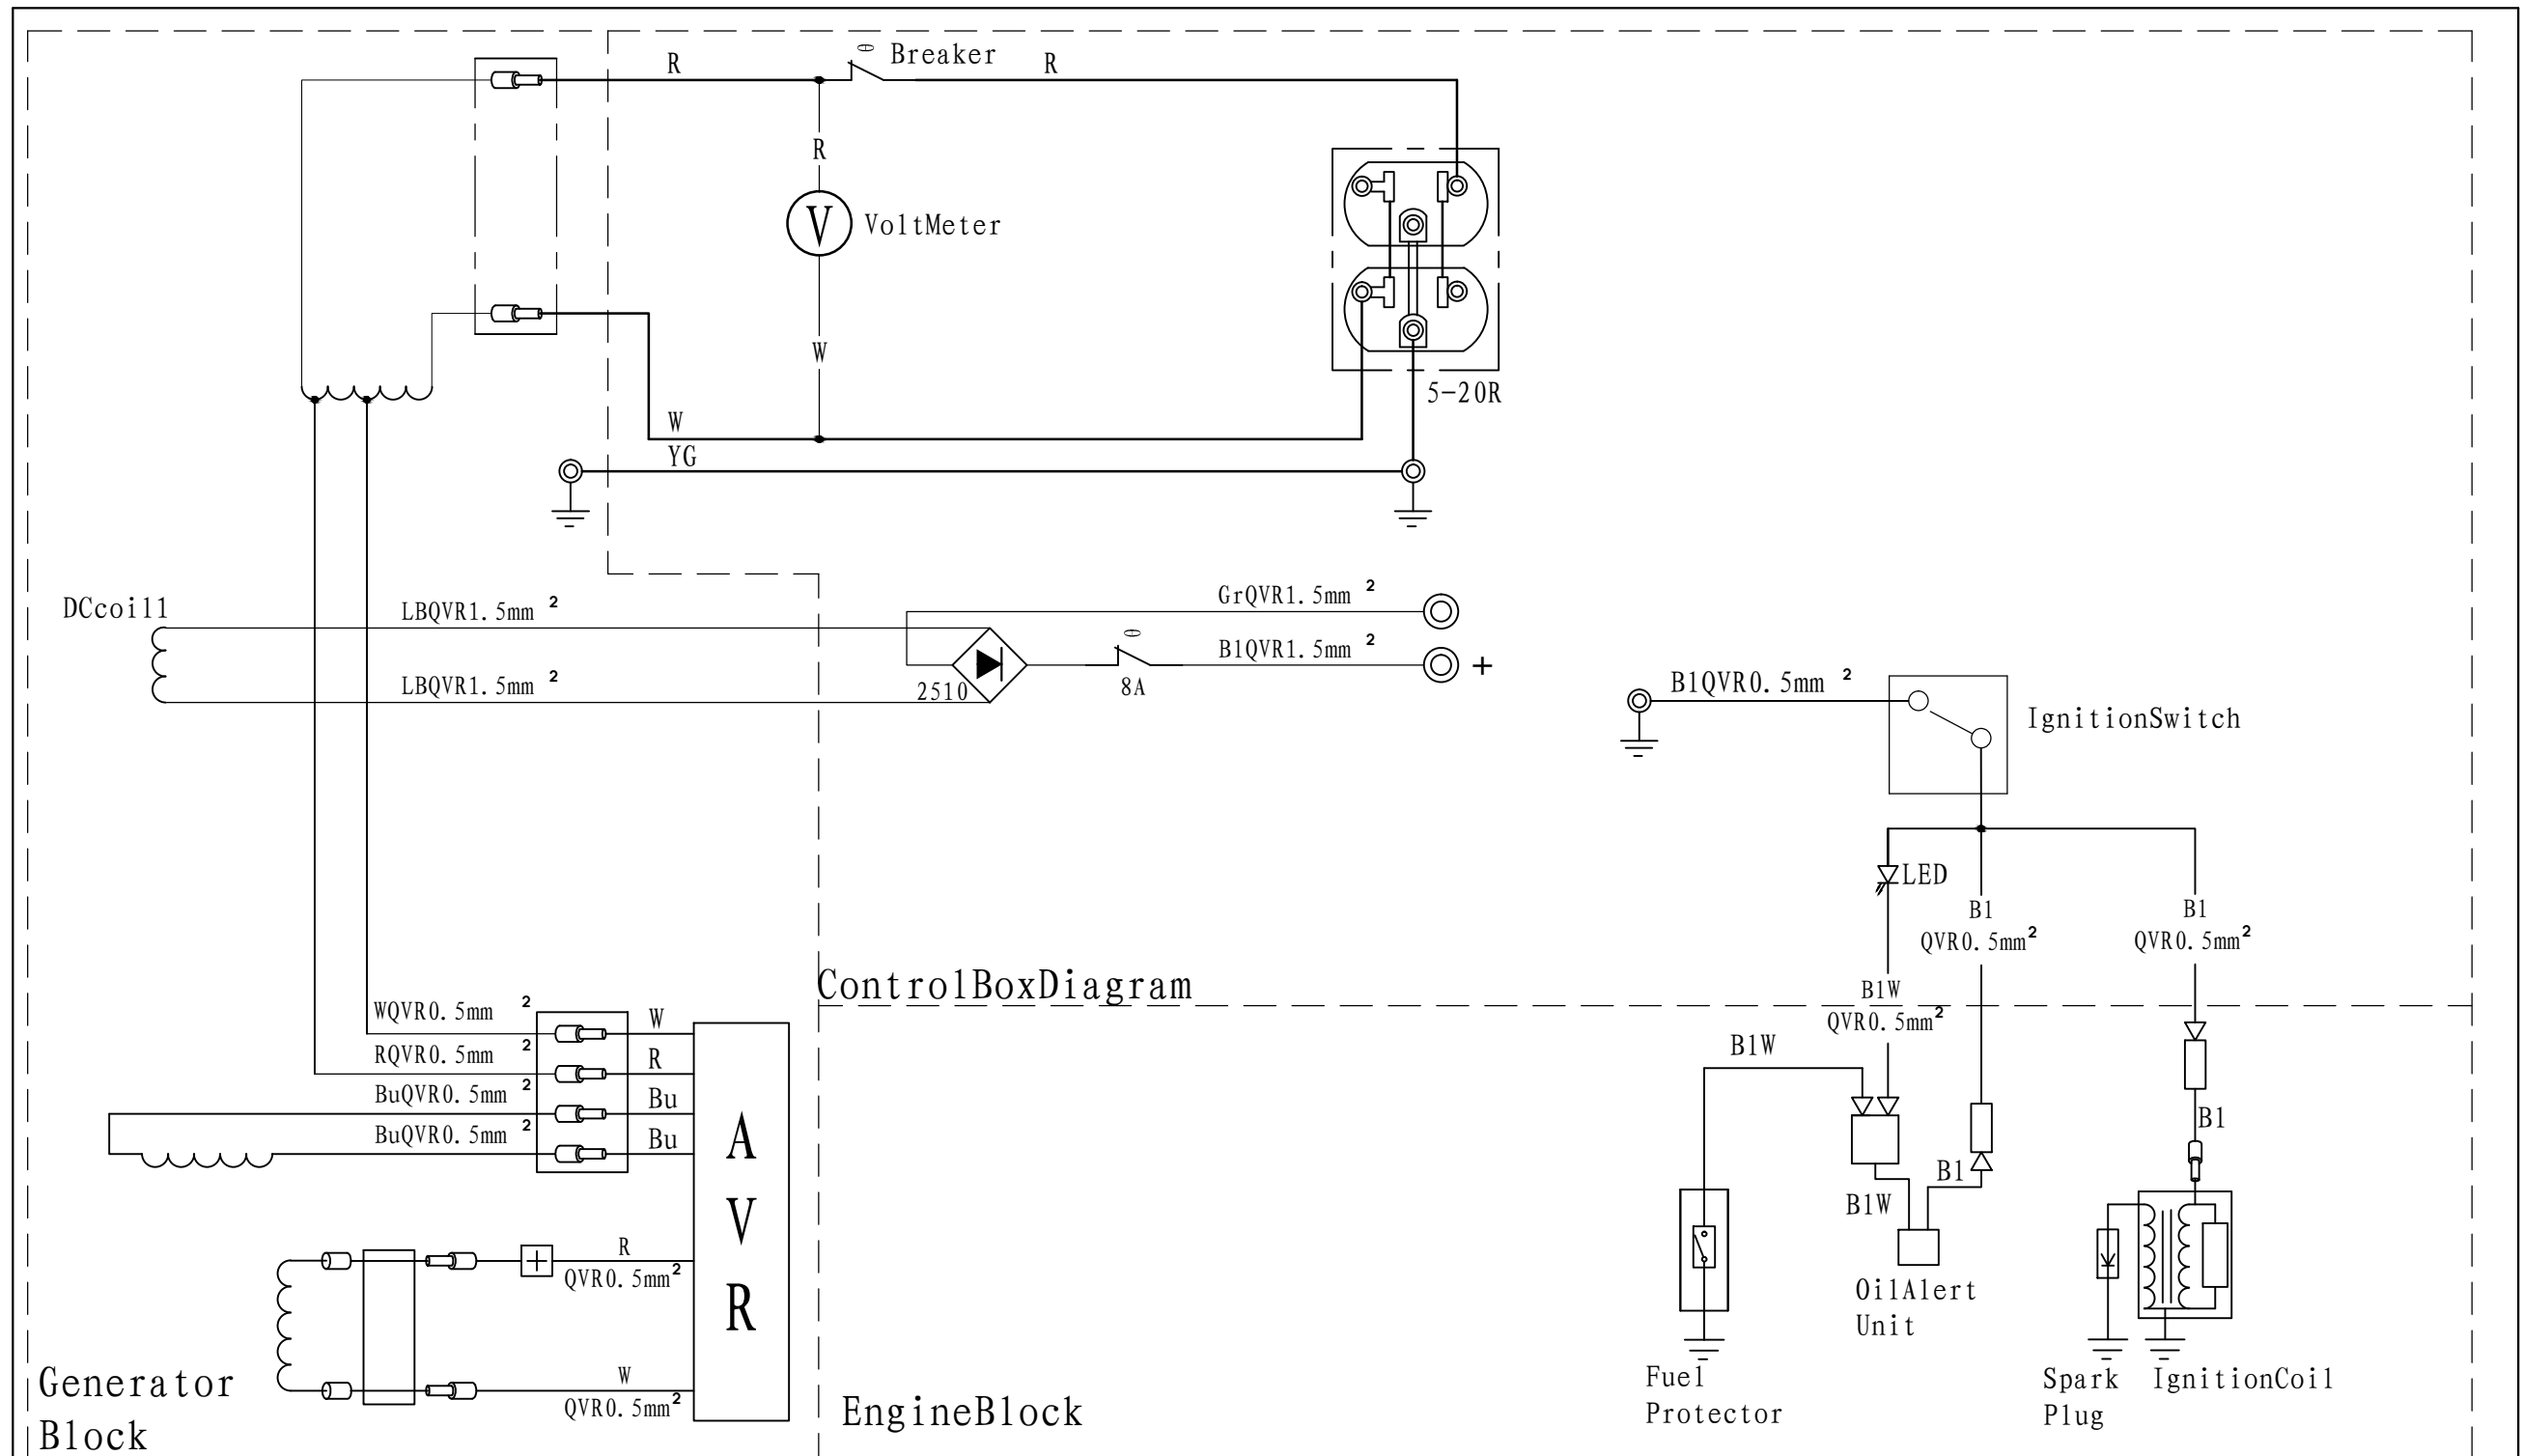 Breaker
R
R
R
V
VoltMeter
W
5-20R
W
YG
DCcoil1
LBQVR1.5mm 2
GrQVR1.5mm 2
LBQVR1.5mm 2
B1QVR1.5mm 2
+
2510
8A
B1QVR0.5mm 2
IgnitionSwitch
LED
B1
QVR0.5mm2
B1
QVR0.5mm2
ControlBoxDiagram
B1W
QVR0.5mm2
WQVR0.5mm 2
W
RQVR0.5mm 2
R
BuQVR0.5mm 2
Bu
BuQVR0.5mm 2
Bu
A
V
R
B1W
B1
B1
B1W
R
QVR0.5mm2
+
W
QVR0.5mm2
OilAlert
Unit
Fuel
Protector
Spark
Plug
IgnitionCoil
Generator
Block
EngineBlock